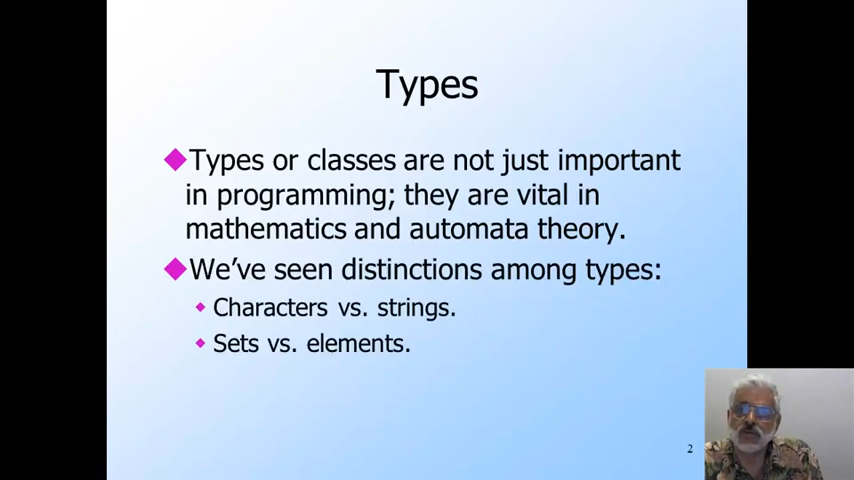 Types
Types or classes are not just important
in programming; they are vital in
mathematics and automata theory.
We’ve seen distinctions among types:
Characters vs. strings.
Sets vs. elements.
2